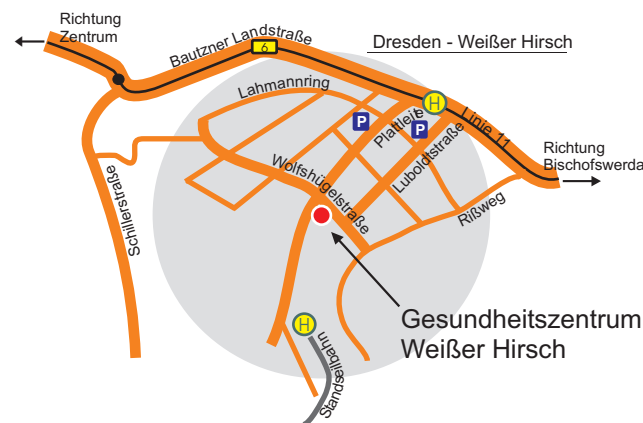 Richtung
Zentrum
Bautzner Landstraße
6
Dresden - Weißer Hirsch
Lahmannring
P
Plattleite
H
P
Linie 11
Luboldtstraße
Richtung
Bischofswerda
Wolfshügelstraße
Schillerstraße
Rißweg
H
Standseilbahn
Gesundheitszentrum
Weißer Hirsch